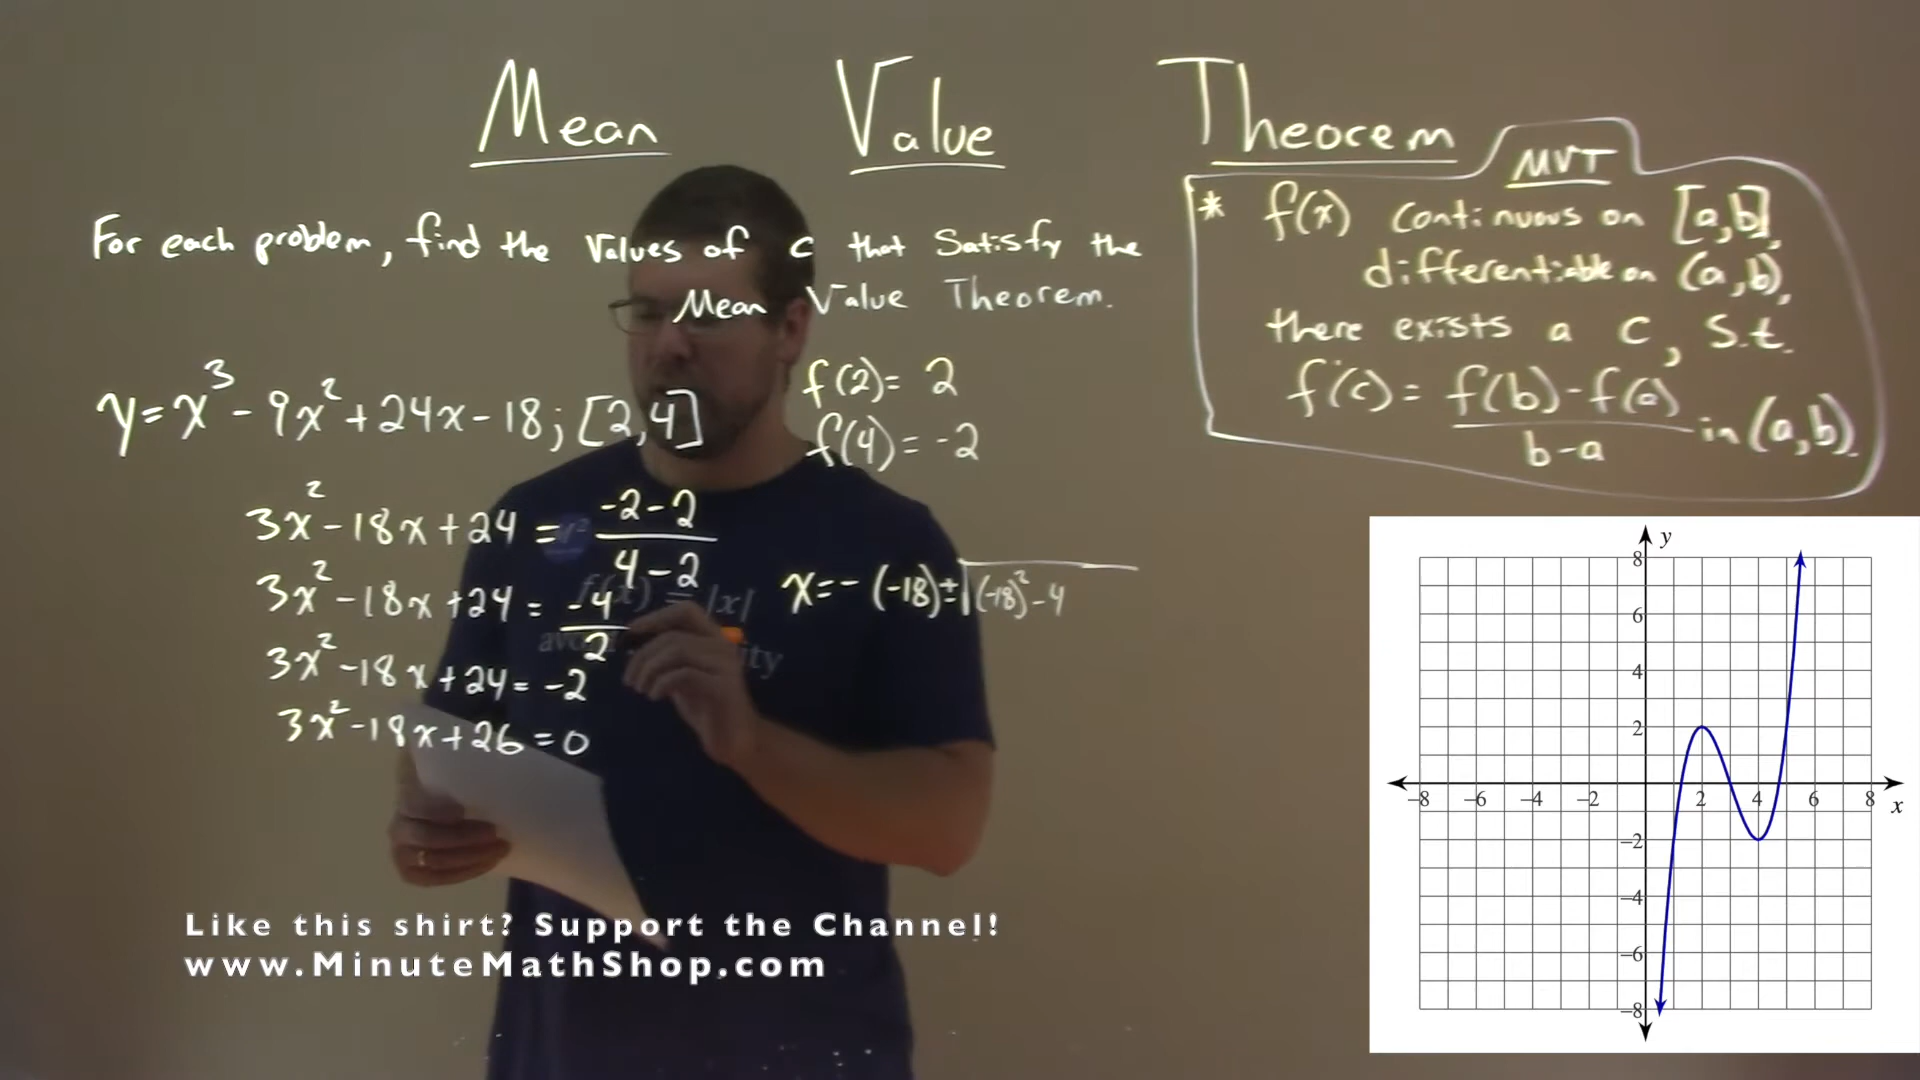 Mean Value Theorem
MVT
* f(x) continuous on [a,b],
differentiable on (a,b),
there exists a c, s.t.
f'(c) = f(b)-f(a) / b-a in (a,b).
For each problem, find the values of c that satisfy the
Mean Value Theorem.
y = x³ - 9x² + 24x - 18; [2,4]
f(2) = 2
f(4) = -2
3x² - 18x + 24 = -2-2 / 4-2
3x² - 18x + 24 = -4 / 2
3x² - 18x + 24 = -2
3x² - 18x + 26 = 0
x = -(-18) ± √(-18)² - 4
f(x) = |x|
y
8
6
4
2
-2
-4
-6
-8
-8 -6 -4 -2 2 4 6 8
x
Like this shirt? Support the Channel!
www.MinuteMathShop.com